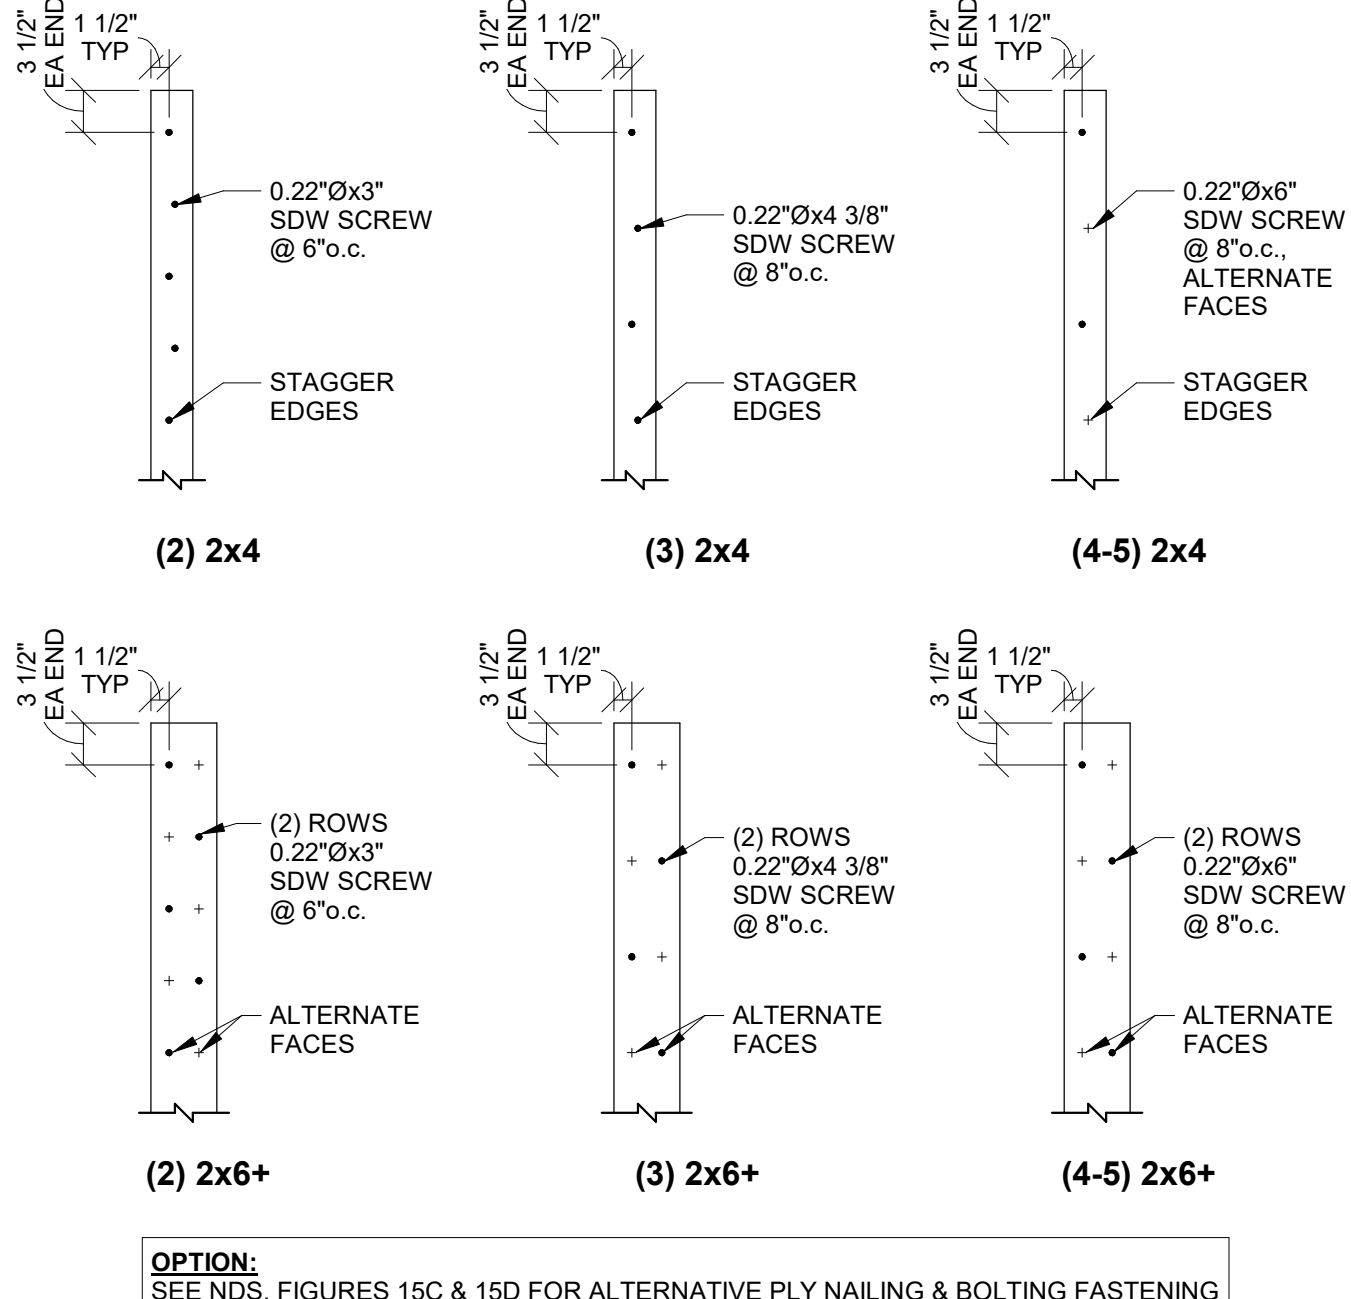 3 1/2"
EA END
1 1/2"
TYP
0.22"Øx3"
SDW SCREW
@ 6"o.c.
STAGGER
EDGES
(2) 2x4
3 1/2"
EA END
1 1/2"
TYP
0.22"Øx4 3/8"
SDW SCREW
@ 8"o.c.
STAGGER
EDGES
(3) 2x4
3 1/2"
EA END
1 1/2"
TYP
0.22"Øx6"
SDW SCREW
@ 8"o.c.,
ALTERNATE
FACES
STAGGER
EDGES
(4-5) 2x4
3 1/2"
EA END
1 1/2"
TYP
(2) ROWS
0.22"Øx3"
SDW SCREW
@ 6"o.c.
ALTERNATE
FACES
(2) 2x6+
3 1/2"
EA END
1 1/2"
TYP
(2) ROWS
0.22"Øx4 3/8"
SDW SCREW
@ 8"o.c.
ALTERNATE
FACES
(3) 2x6+
3 1/2"
EA END
1 1/2"
TYP
(2) ROWS
0.22"Øx6"
SDW SCREW
@ 8"o.c.
ALTERNATE
FACES
(4-5) 2x6+
OPTION:
SEE NDS, FIGURES 15C & 15D FOR ALTERNATIVE PLY NAILING & BOLTING FASTENING